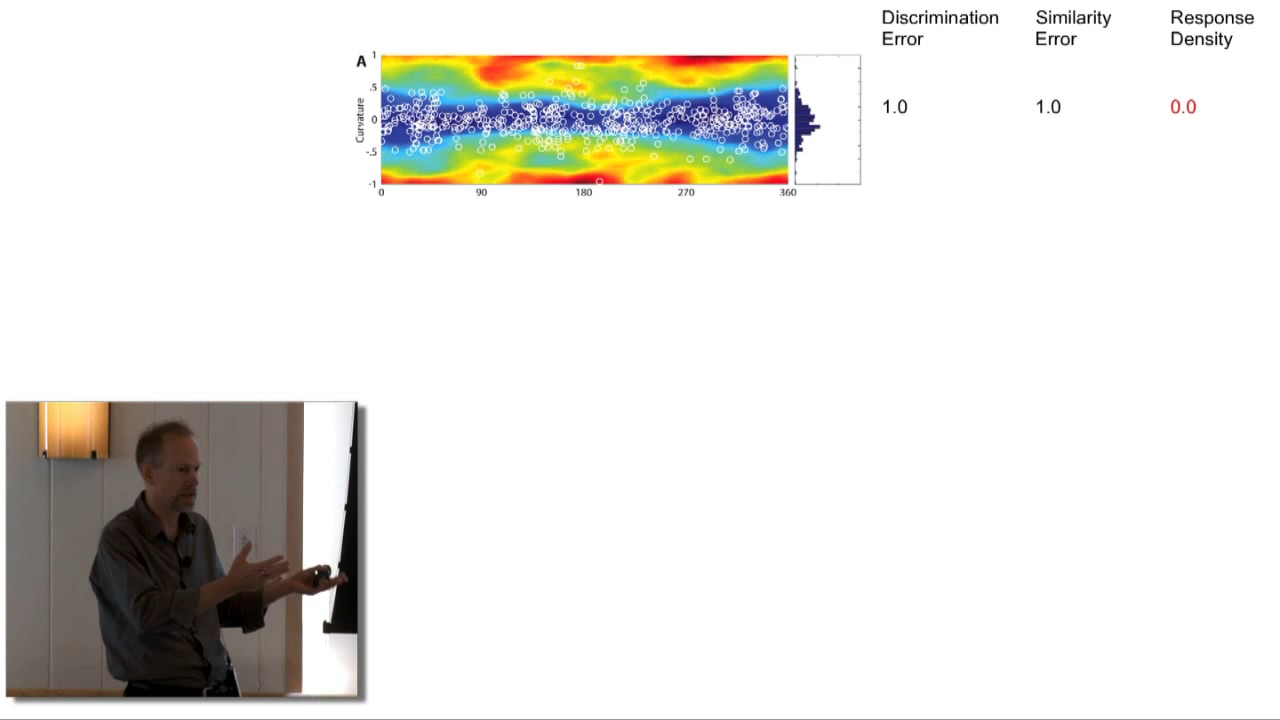 Discrimination Error
Similarity Error
Response Density
A
1
.5
0
-.5
-1
Curvature
0 90 180 270 360
1.0 1.0 0.0